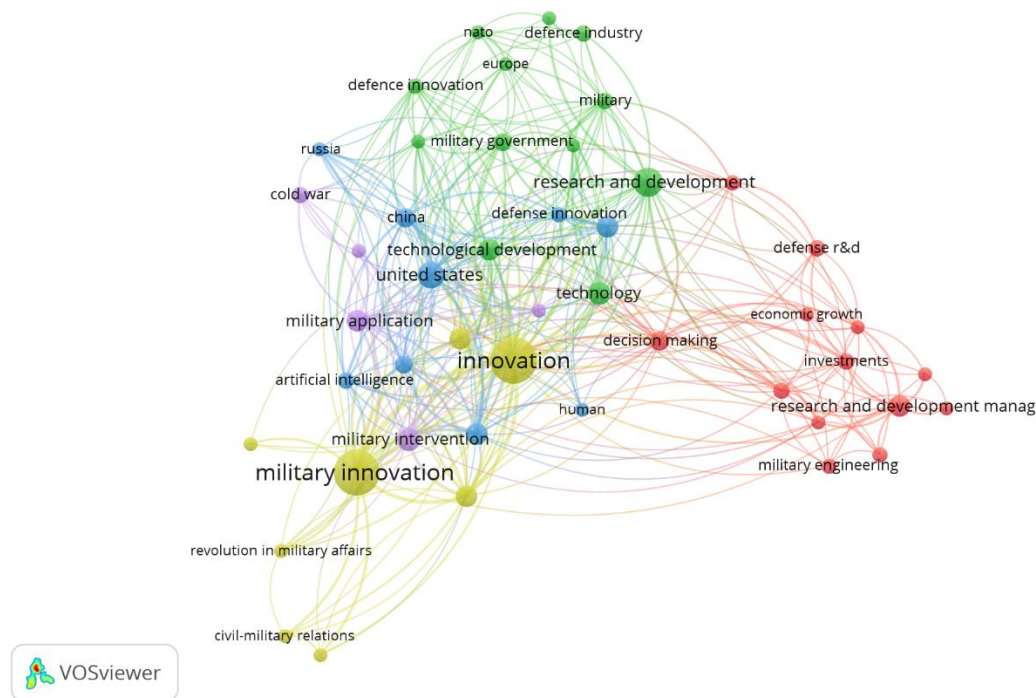 nato
defence industry
europe
defence innovation
military
military government
russia
research and development
cold war
china
defense innovation
technological development
defense r&d
united states
technology
economic growth
military application
decision making
innovation
investments
artificial intelligence
human
research and development manag
military intervention
military engineering
military innovation
revolution in military affairs
civil-military relations
VOSviewer